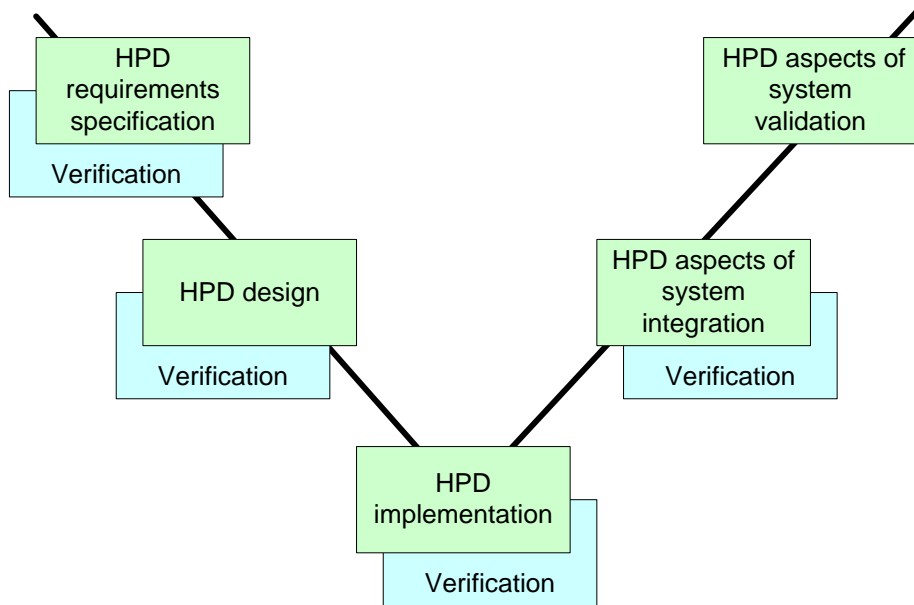 HPD
requirements
specification
Verification
HPD design
Verification
HPD
implementation
Verification
HPD aspects of
system
integration
Verification
HPD aspects of
system
validation